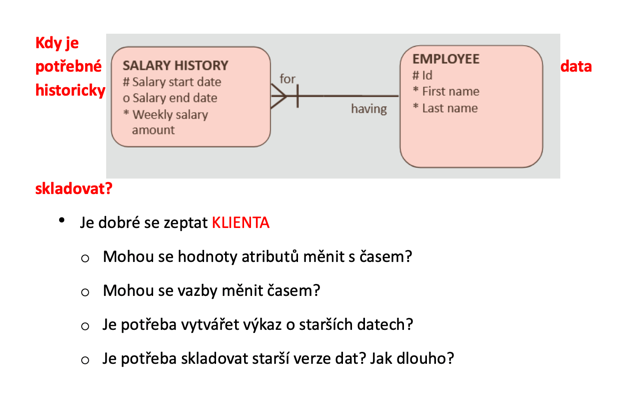 Kdy je
potřebné data
historicky
SALARY HISTORY
# Salary start date
o Salary end date
* Weekly salary
amount
for
having
EMPLOYEE
# Id
* First name
* Last name
skladovat?
• Je dobré se zeptat KLIENTA
o Mohou se hodnoty atributů měnit s časem?
o Mohou se vazby měnit časem?
o Je potřeba vytvářet výkaz o starších datech?
o Je potřeba skladovat starší verze dat? Jak dlouho?